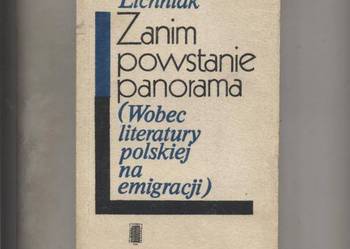 Lichniak
Zanim
powstanie
panorama
(Wobec
literatury
polskiej
na
emigracji)